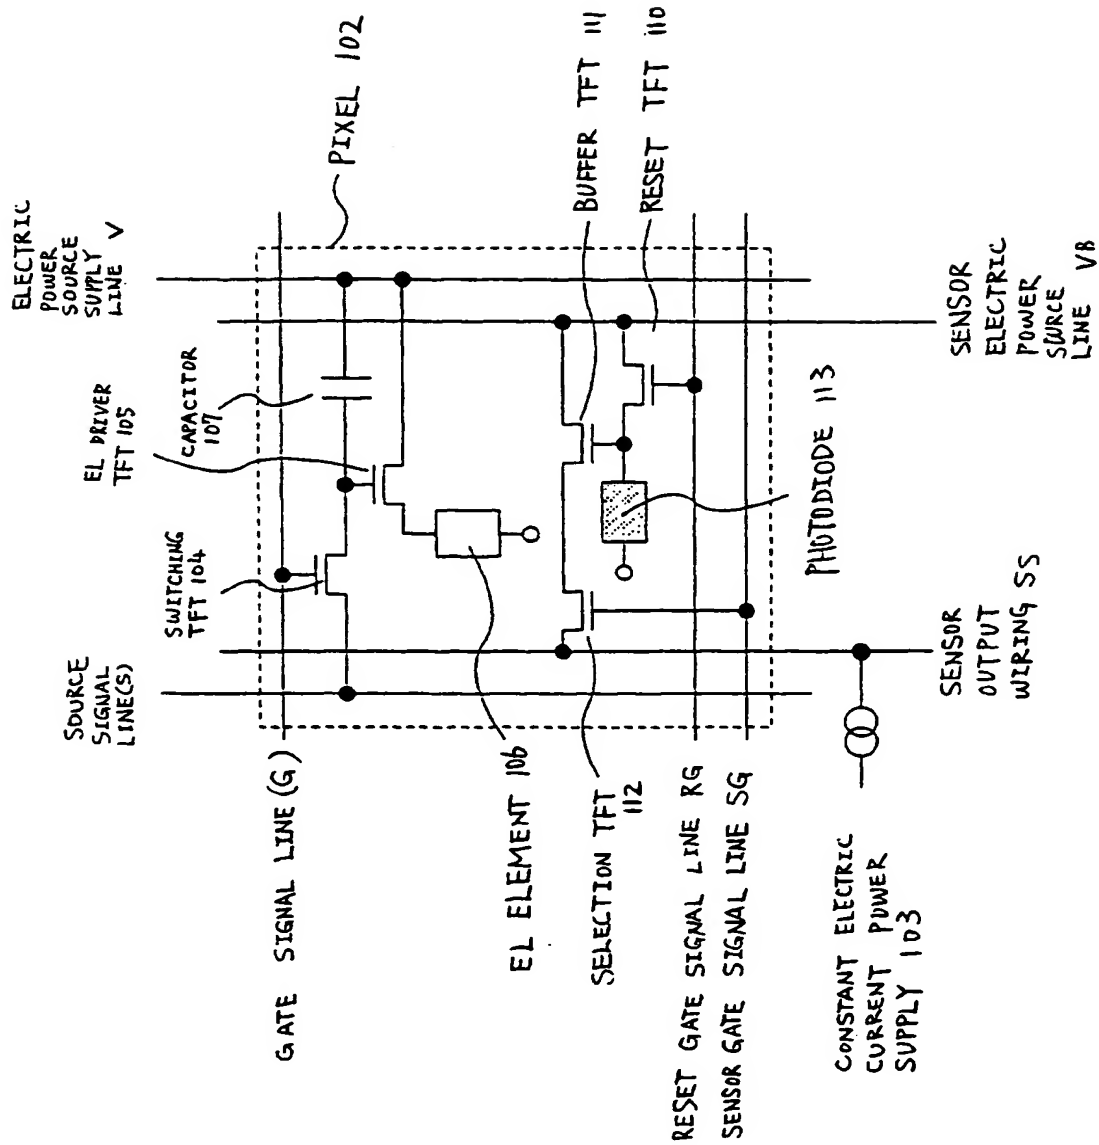 ELECTRIC
POWER
SOURCE
SUPPLY
LINE V
PIXEL 102
BUFFER TFT 111
RESET TFT 110
CAPACITOR
107
EL DRIVER
TFT 105
SWITCHING
TFT 104
SOURCE
SIGNAL
LINE(S)
GATE SIGNAL LINE (G)
EL ELEMENT 106
SELECTION TFT
112
PHOTODIODE 113
RESET GATE SIGNAL LINE RG
SENSOR GATE SIGNAL LINE SG
SENSOR
ELECTRIC
POWER
SOURCE
LINE VB
SENSOR
OUTPUT
WIRING SS
CONSTANT ELECTRIC
CURRENT POWER
SUPPLY 103